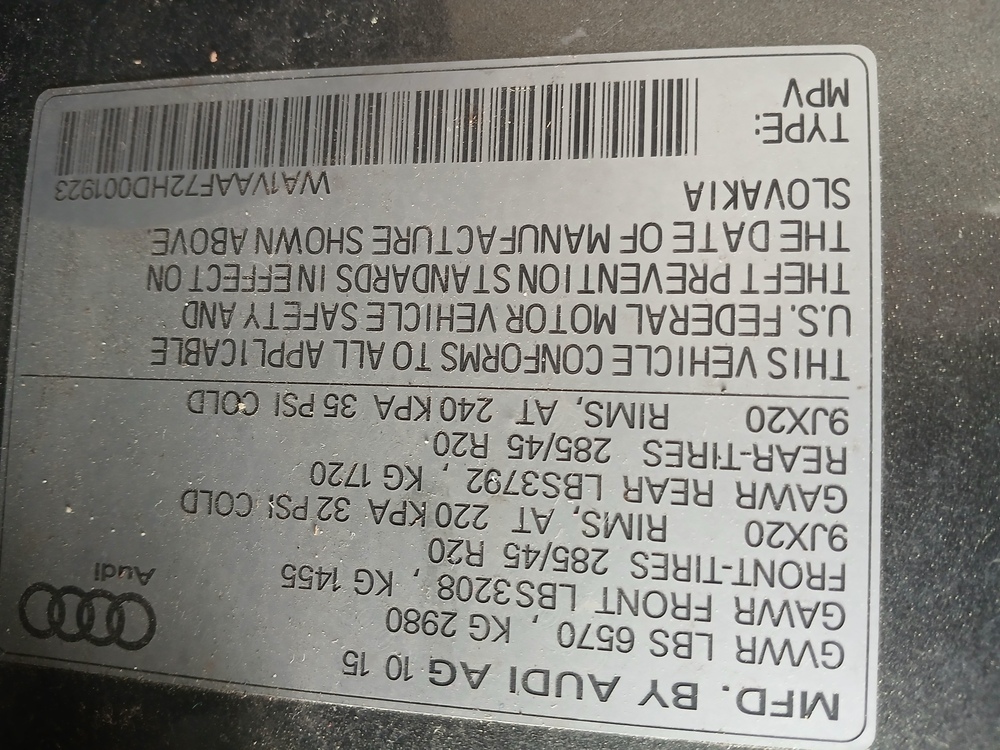 MFD. BY AUDI AG 10 15
GVWR LBS 6570 , KG 2980
GAWR FRONT LBS3208 , KG 1455
FRONT-TIRES 285/45 R20
9JX20 RIMS, AT 220 KPA 32 PSI COLD
GAWR REAR LBS3792 , KG 1720
REAR-TIRES 285/45 R20
9JX20 RIMS, AT 240 KPA 35 PSI COLD
Audi
THIS VEHICLE CONFORMS TO ALL APPLICABLE
U.S. FEDERAL MOTOR VEHICLE SAFETY AND
THEFT PREVENTION STANDARDS IN EFFECT ON
THE DATE OF MANUFACTURE SHOWN ABOVE.
SLOVAKIA WA1VAAF72HD001923
TYPE:
MPV